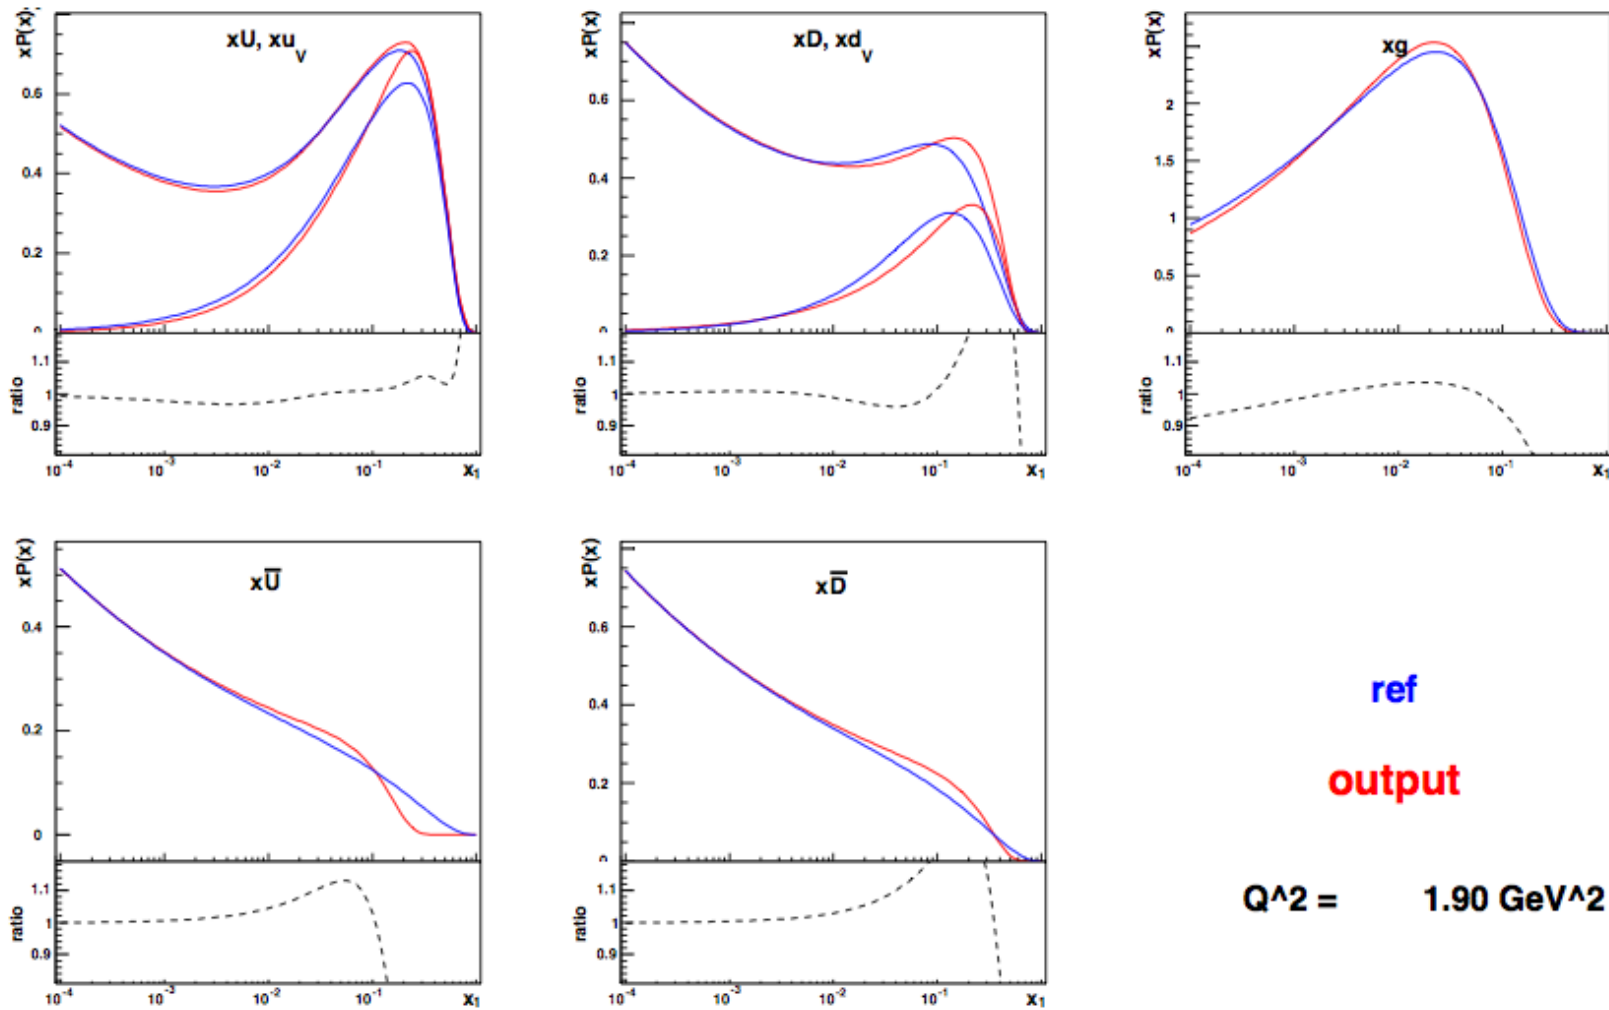 xP(x)
xU, xu_V
0.6
0.4
0.2
0
ratio
1.1
1
0.9
10^-4
10^-3
10^-2
10^-1
x 1
xP(x)
xD, xd_V
0.6
0.4
0.2
0
ratio
1.1
1
0.9
10^-4
10^-3
10^-2
10^-1
x 1
xP(x)
xg
2
1.5
1
0.5
0
ratio
1.1
1
0.9
10^-4
10^-3
10^-2
10^-1
x 1
xP(x)
xU̅
0.4
0.2
0
ratio
1.1
1
0.9
10^-4
10^-3
10^-2
10^-1
x 1
xP(x)
xD̅
0.6
0.4
0.2
0
ratio
1.1
1
0.9
10^-4
10^-3
10^-2
10^-1
x 1
ref
output
Q^2 = 1.90 GeV^2